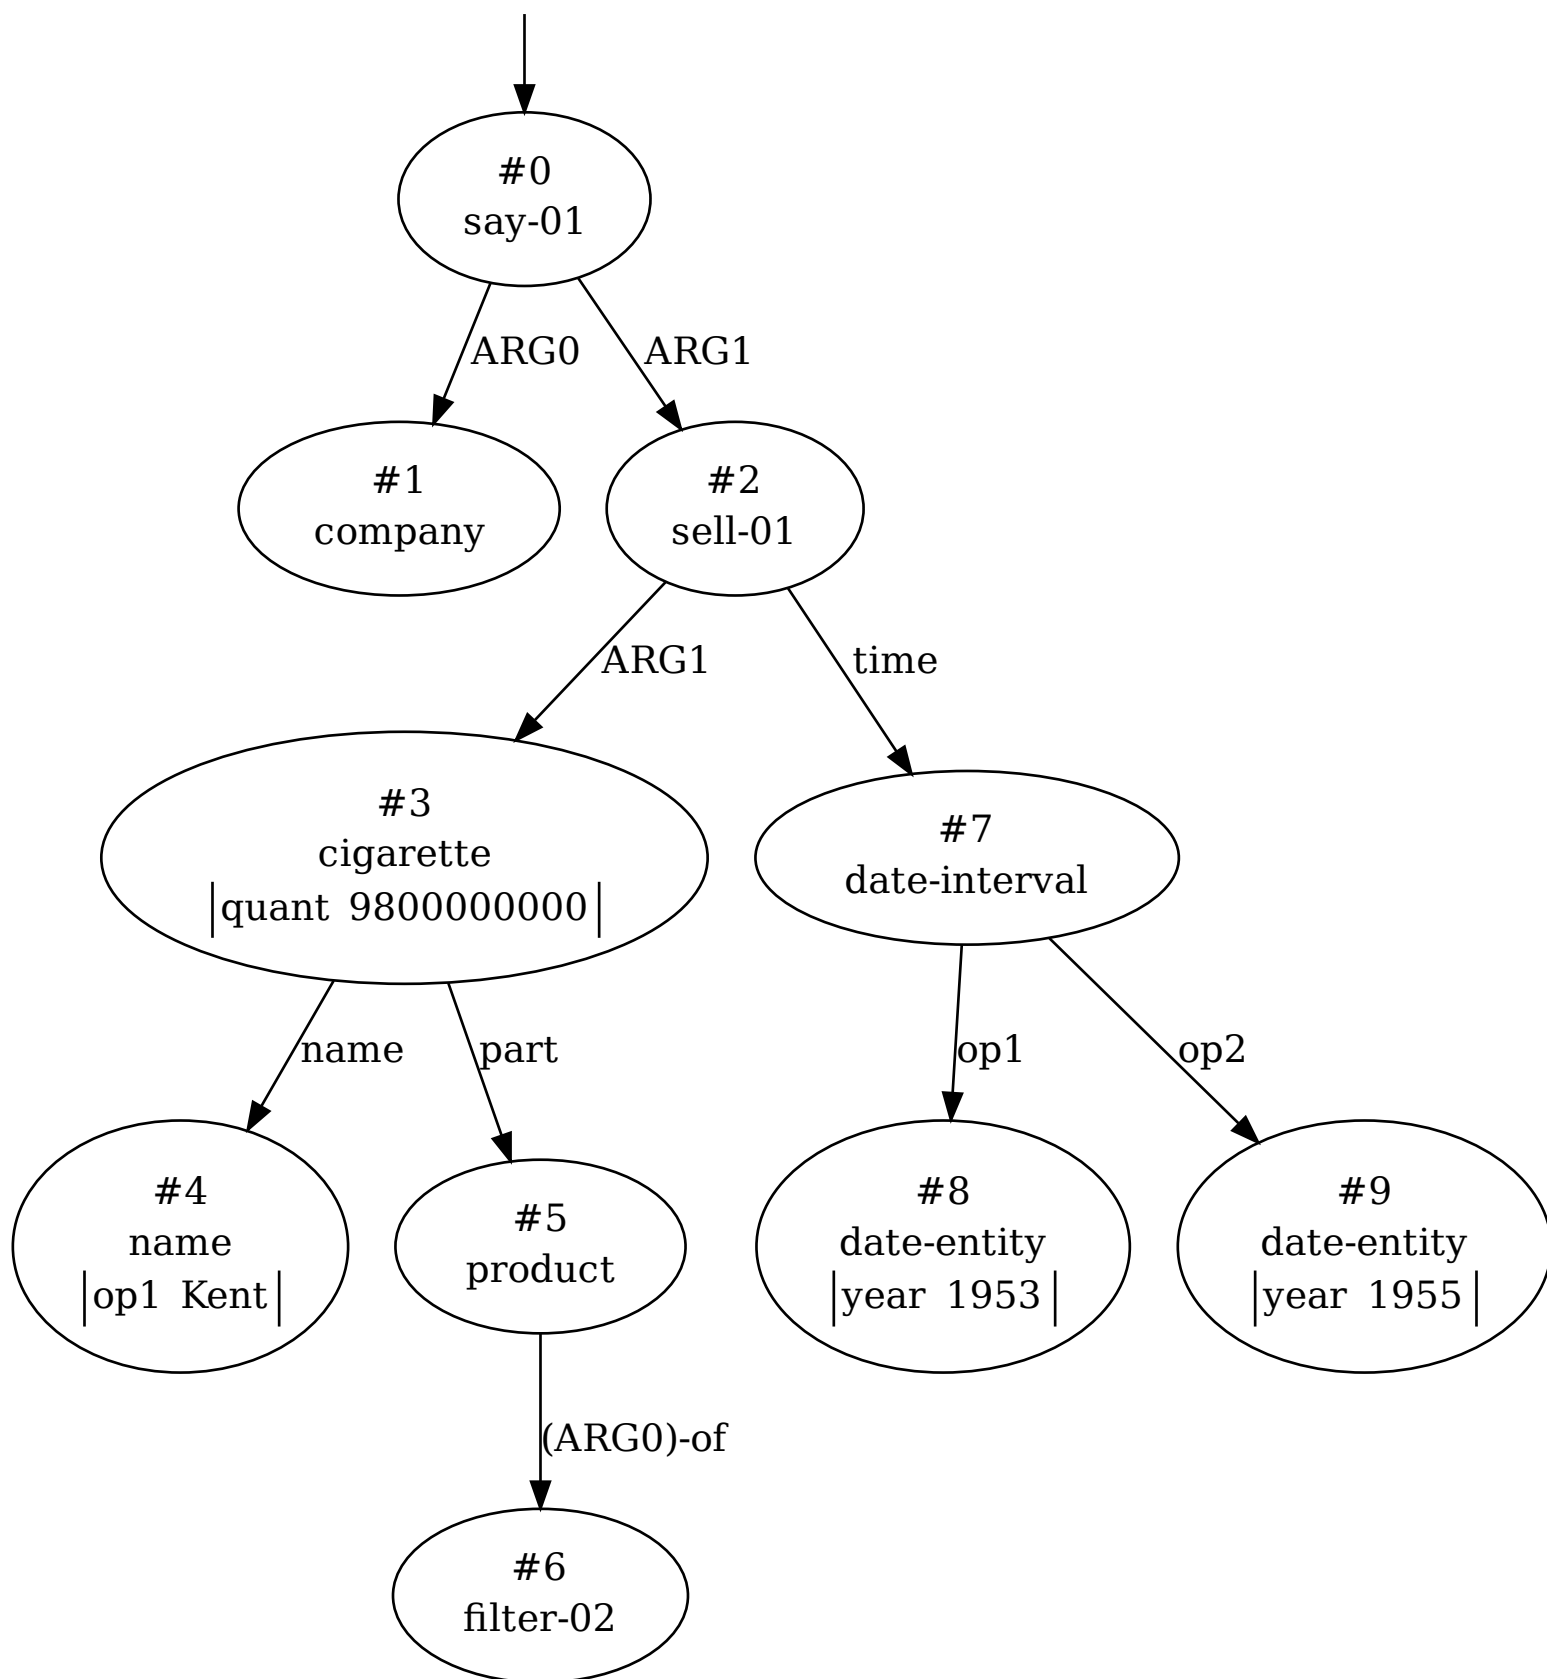 #0
say-01
ARG0
ARG1
#1
company
#2
sell-01
ARG1
time
#3
cigarette
quant 9800000000
#7
date-interval
name
part
op1
op2
#4
name
op1 Kent
#5
product
#8
date-entity
year 1953
#9
date-entity
year 1955
(ARG0)-of
#6
filter-02